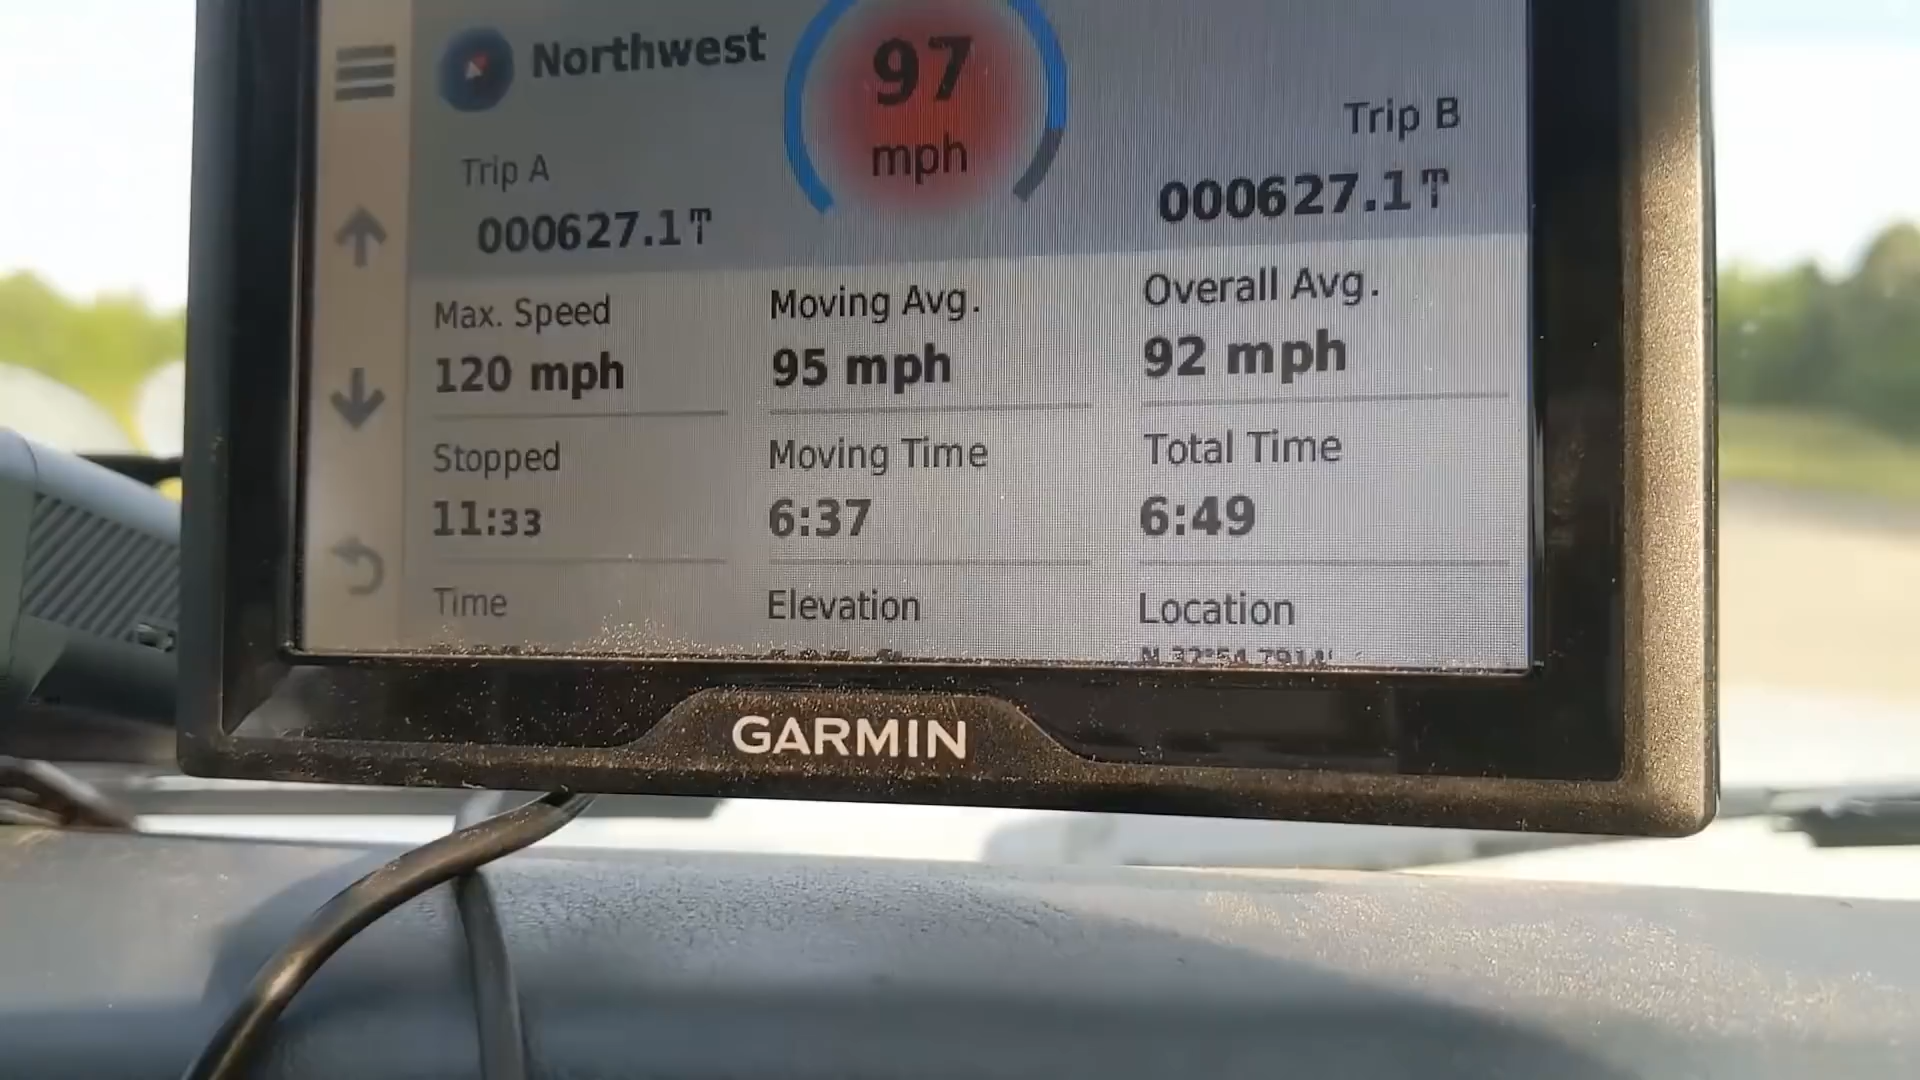 Northwest
97
mph
Trip A
000627.1
Trip B
000627.1
Max. Speed
120 mph
Moving Avg.
95 mph
Overall Avg.
92 mph
Stopped
11:33
Moving Time
6:37
Total Time
6:49
Time
Elevation
Location
GARMIN